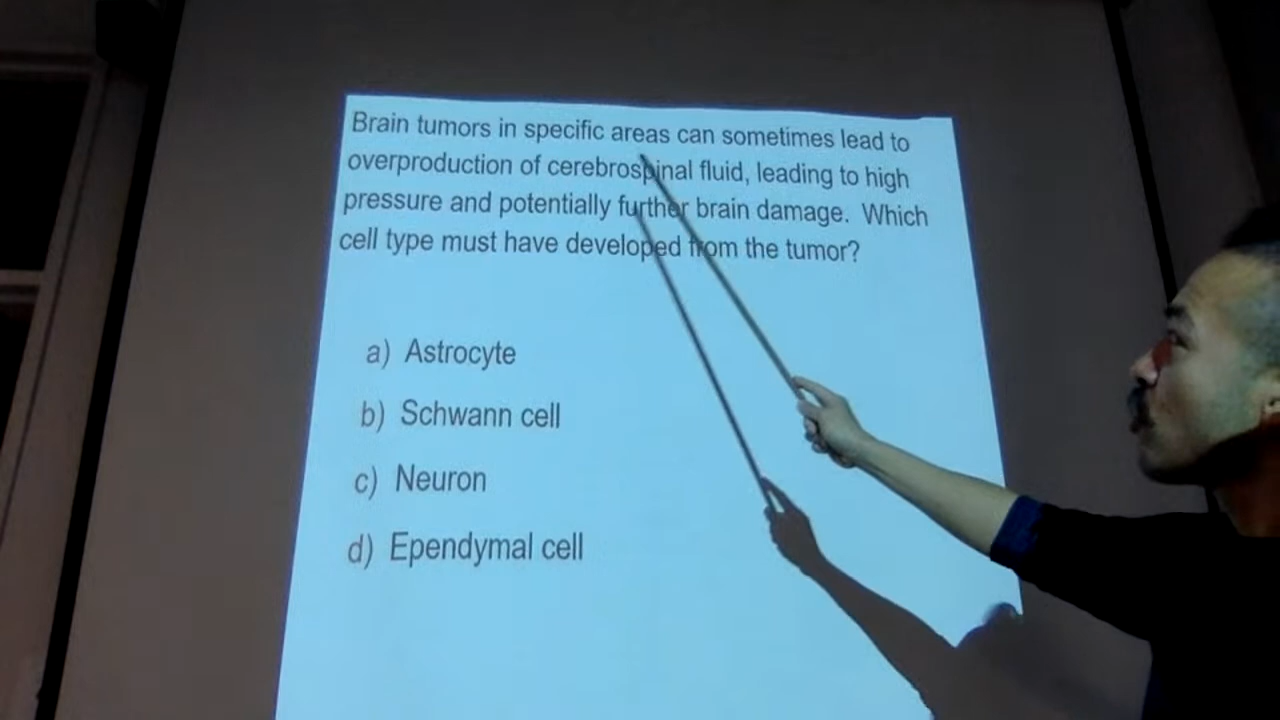 Brain tumors in specific areas can sometimes lead to
overproduction of cerebrospinal fluid, leading to high
pressure and potentially further brain damage. Which
cell type must have developed from the tumor?
a) Astrocyte
b) Schwann cell
c) Neuron
d) Ependymal cell